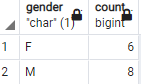 gender count
"char" (1) bigint
1 F 6
2 M 8